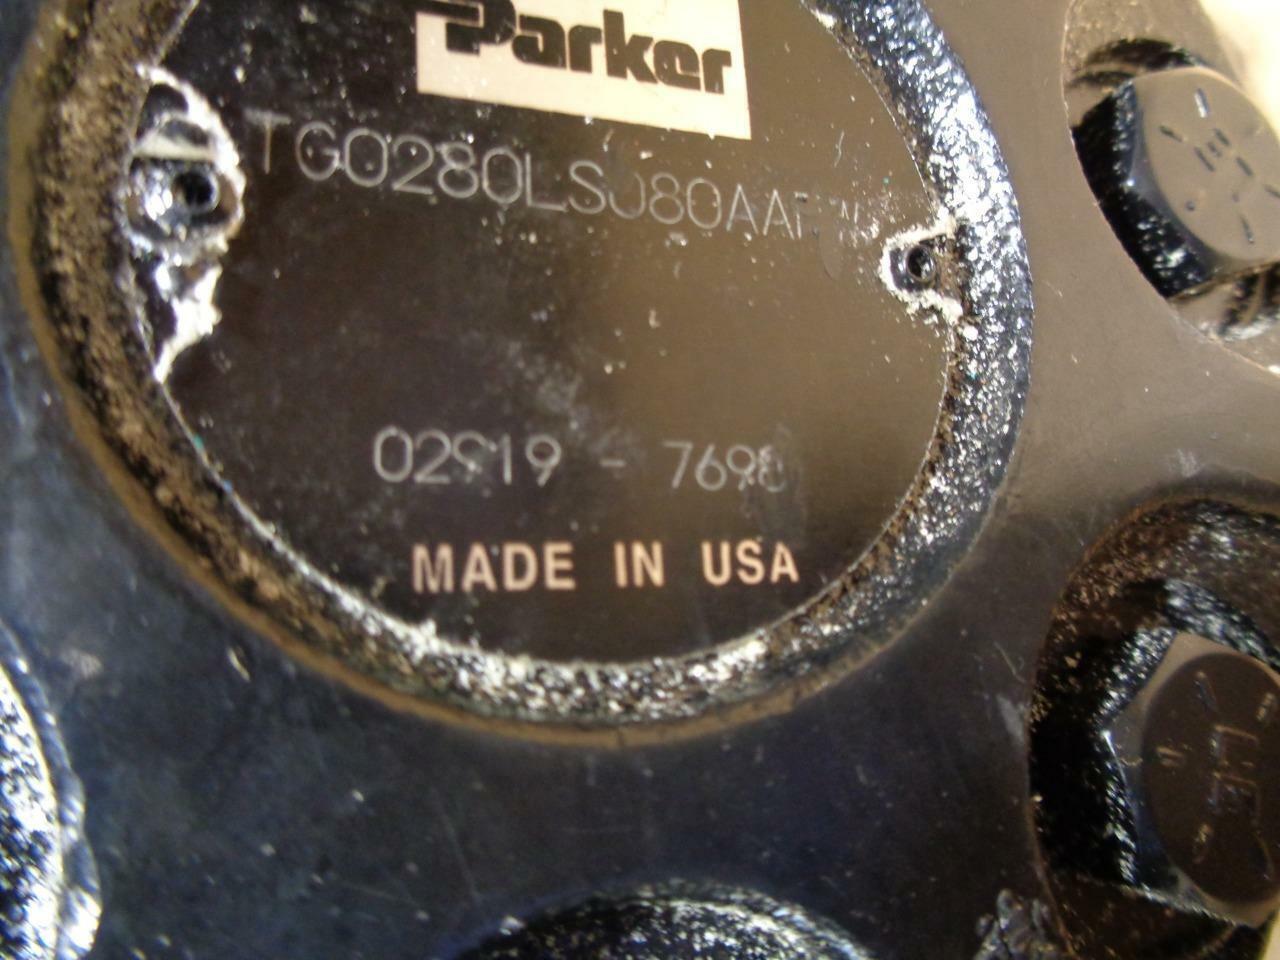 Parker
TG0280LS080AA
02919 - 7698
MADE IN USA